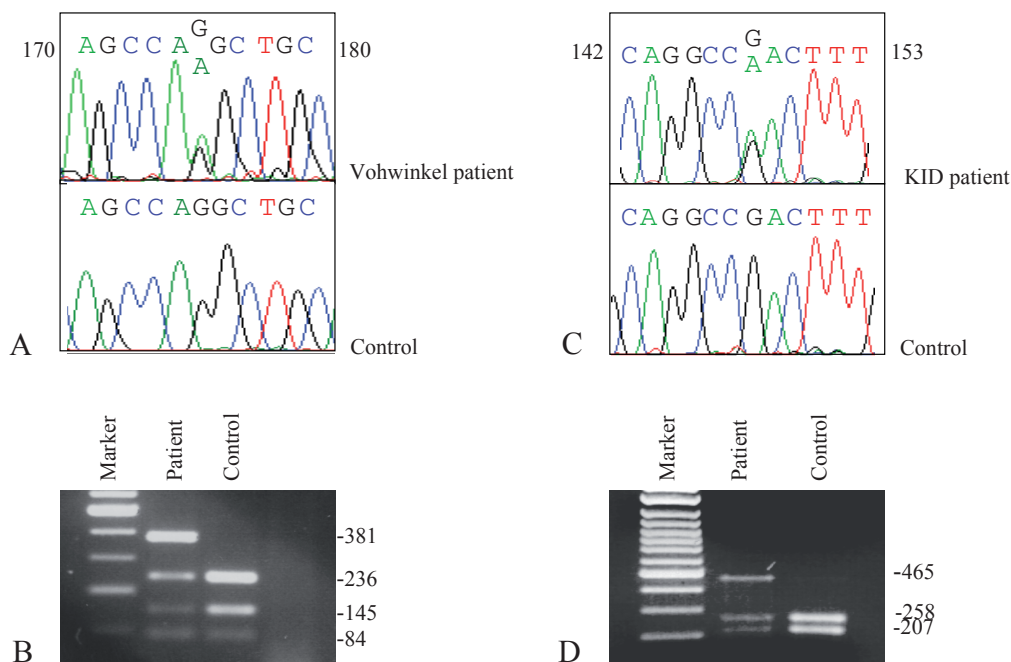 170
A G C C A G G C T G C
A
180
Vohwinkel patient
A G C C A G G C T G C
Control
A
142
C A G G C C G A C T T T
A
153
KID patient
C A G G C C G A C T T T
Control
C
Marker
Patient
Control
-381
-236
-145
-84
B
Marker
Patient
Control
-465
-258
-207
D